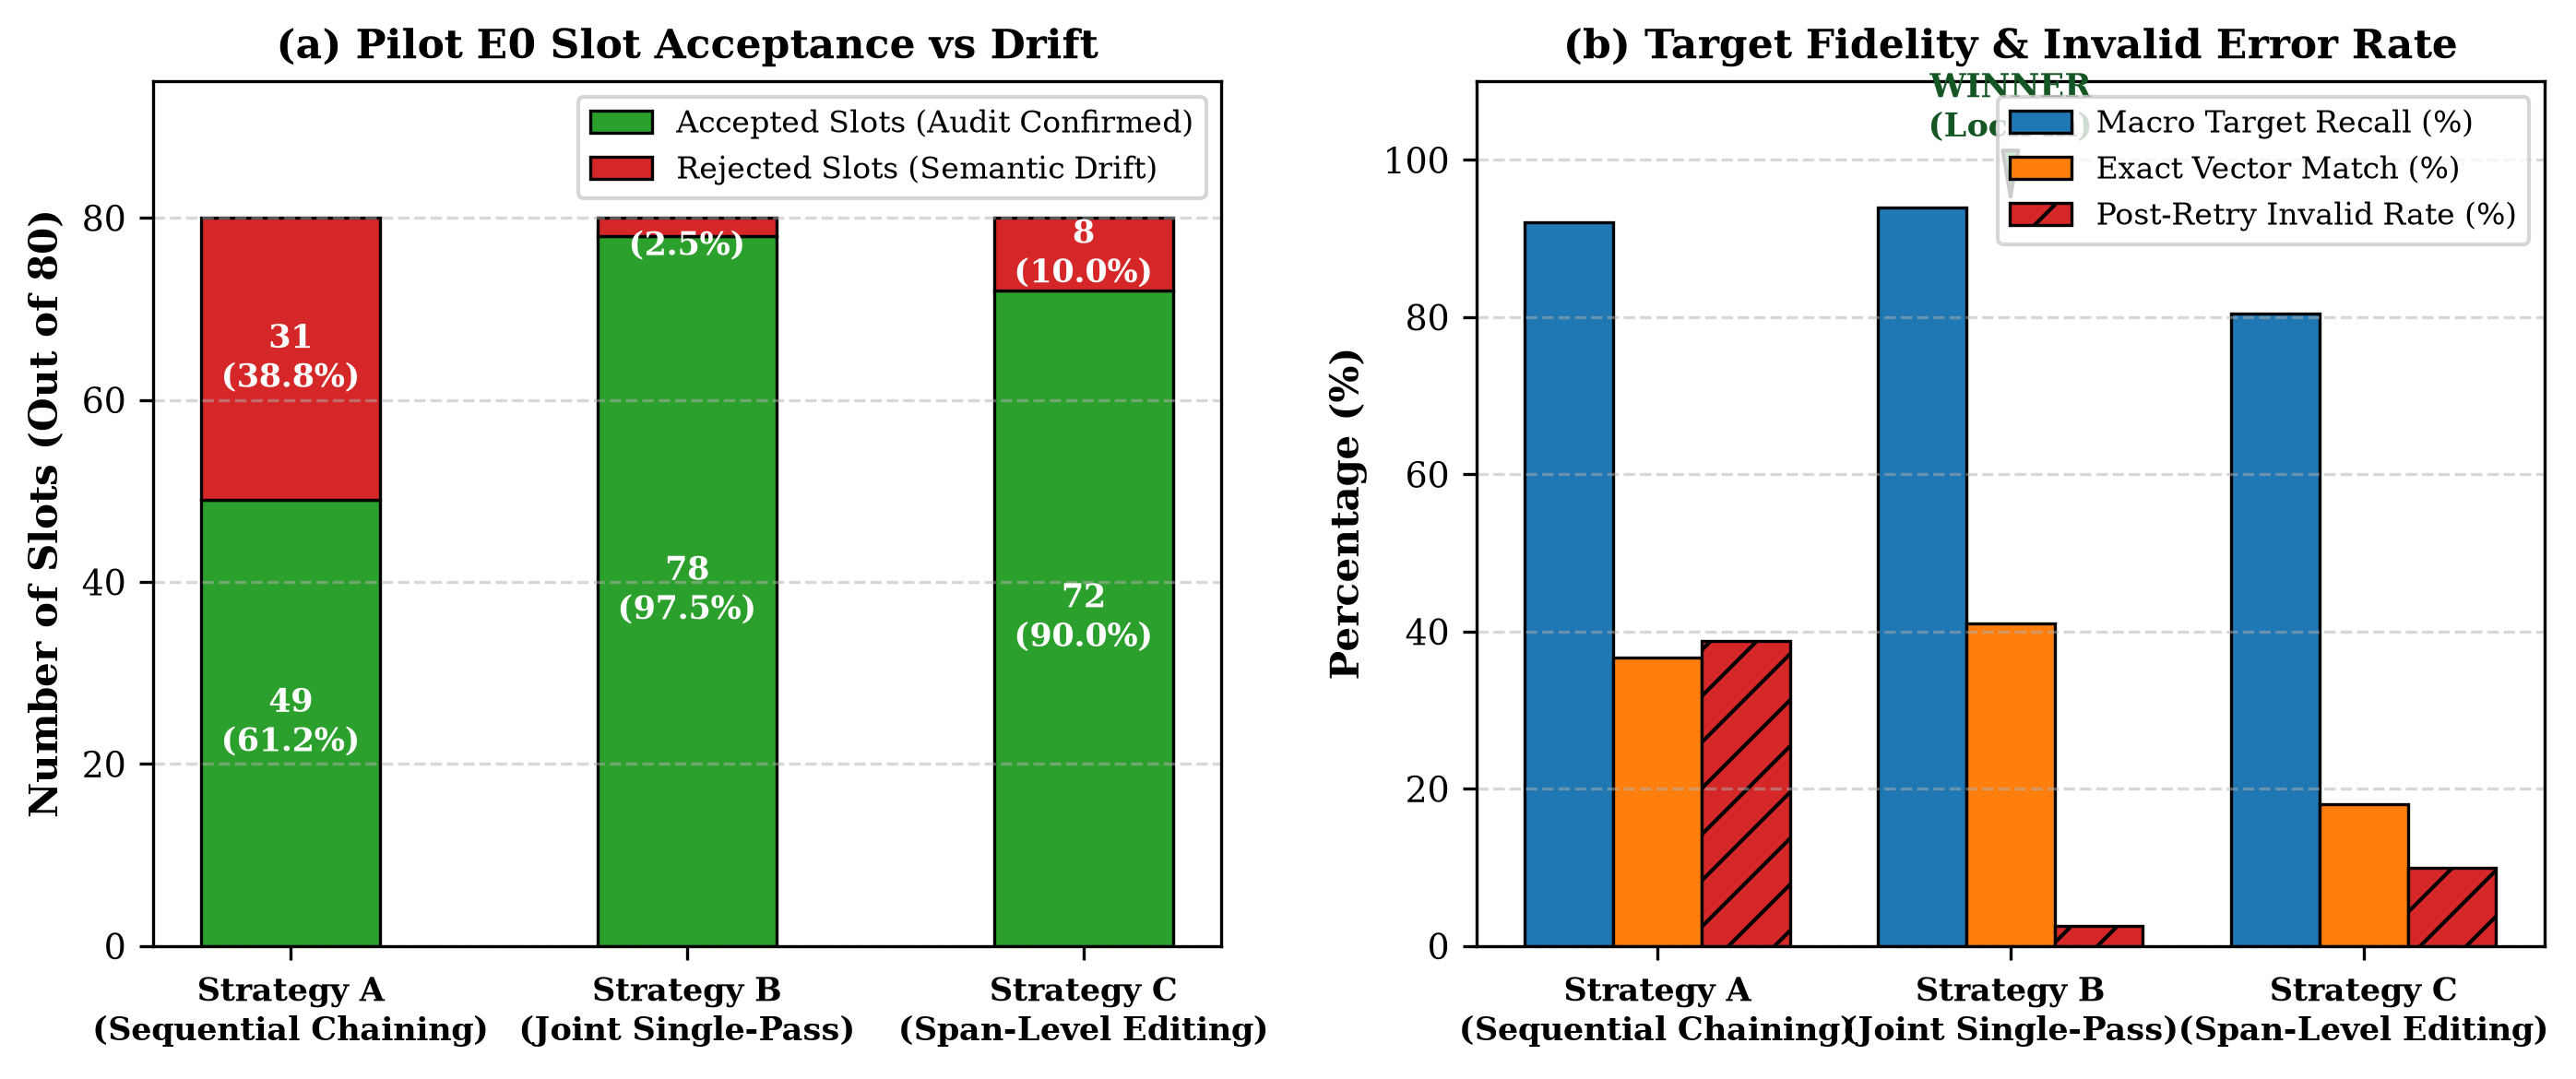 (a) Pilot E0 Slot Acceptance vs Drift
Accepted Slots (Audit Confirmed)
Rejected Slots (Semantic Drift)
Number of Slots (Out of 80)
80
60
40
20
0
31
(38.8%)
49
(61.2%)
(2.5%)
78
(97.5%)
8
(10.0%)
72
(90.0%)
Strategy A
(Sequential Chaining)
Strategy B
(Joint Single-Pass)
Strategy C
(Span-Level Editing)
(b) Target Fidelity & Invalid Error Rate
WINNER
Macro Target Recall (%)
Exact Vector Match (%)
Post-Retry Invalid Rate (%)
Percentage (%)
100
80
60
40
20
0
Strategy A
(Sequential Chaining)
Strategy B
(Joint Single-Pass)
Strategy C
(Span-Level Editing)